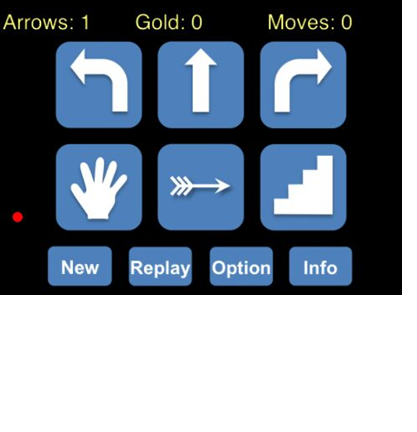 Arrows: 1 Gold: 0 Moves: 0
New Replay Option Info